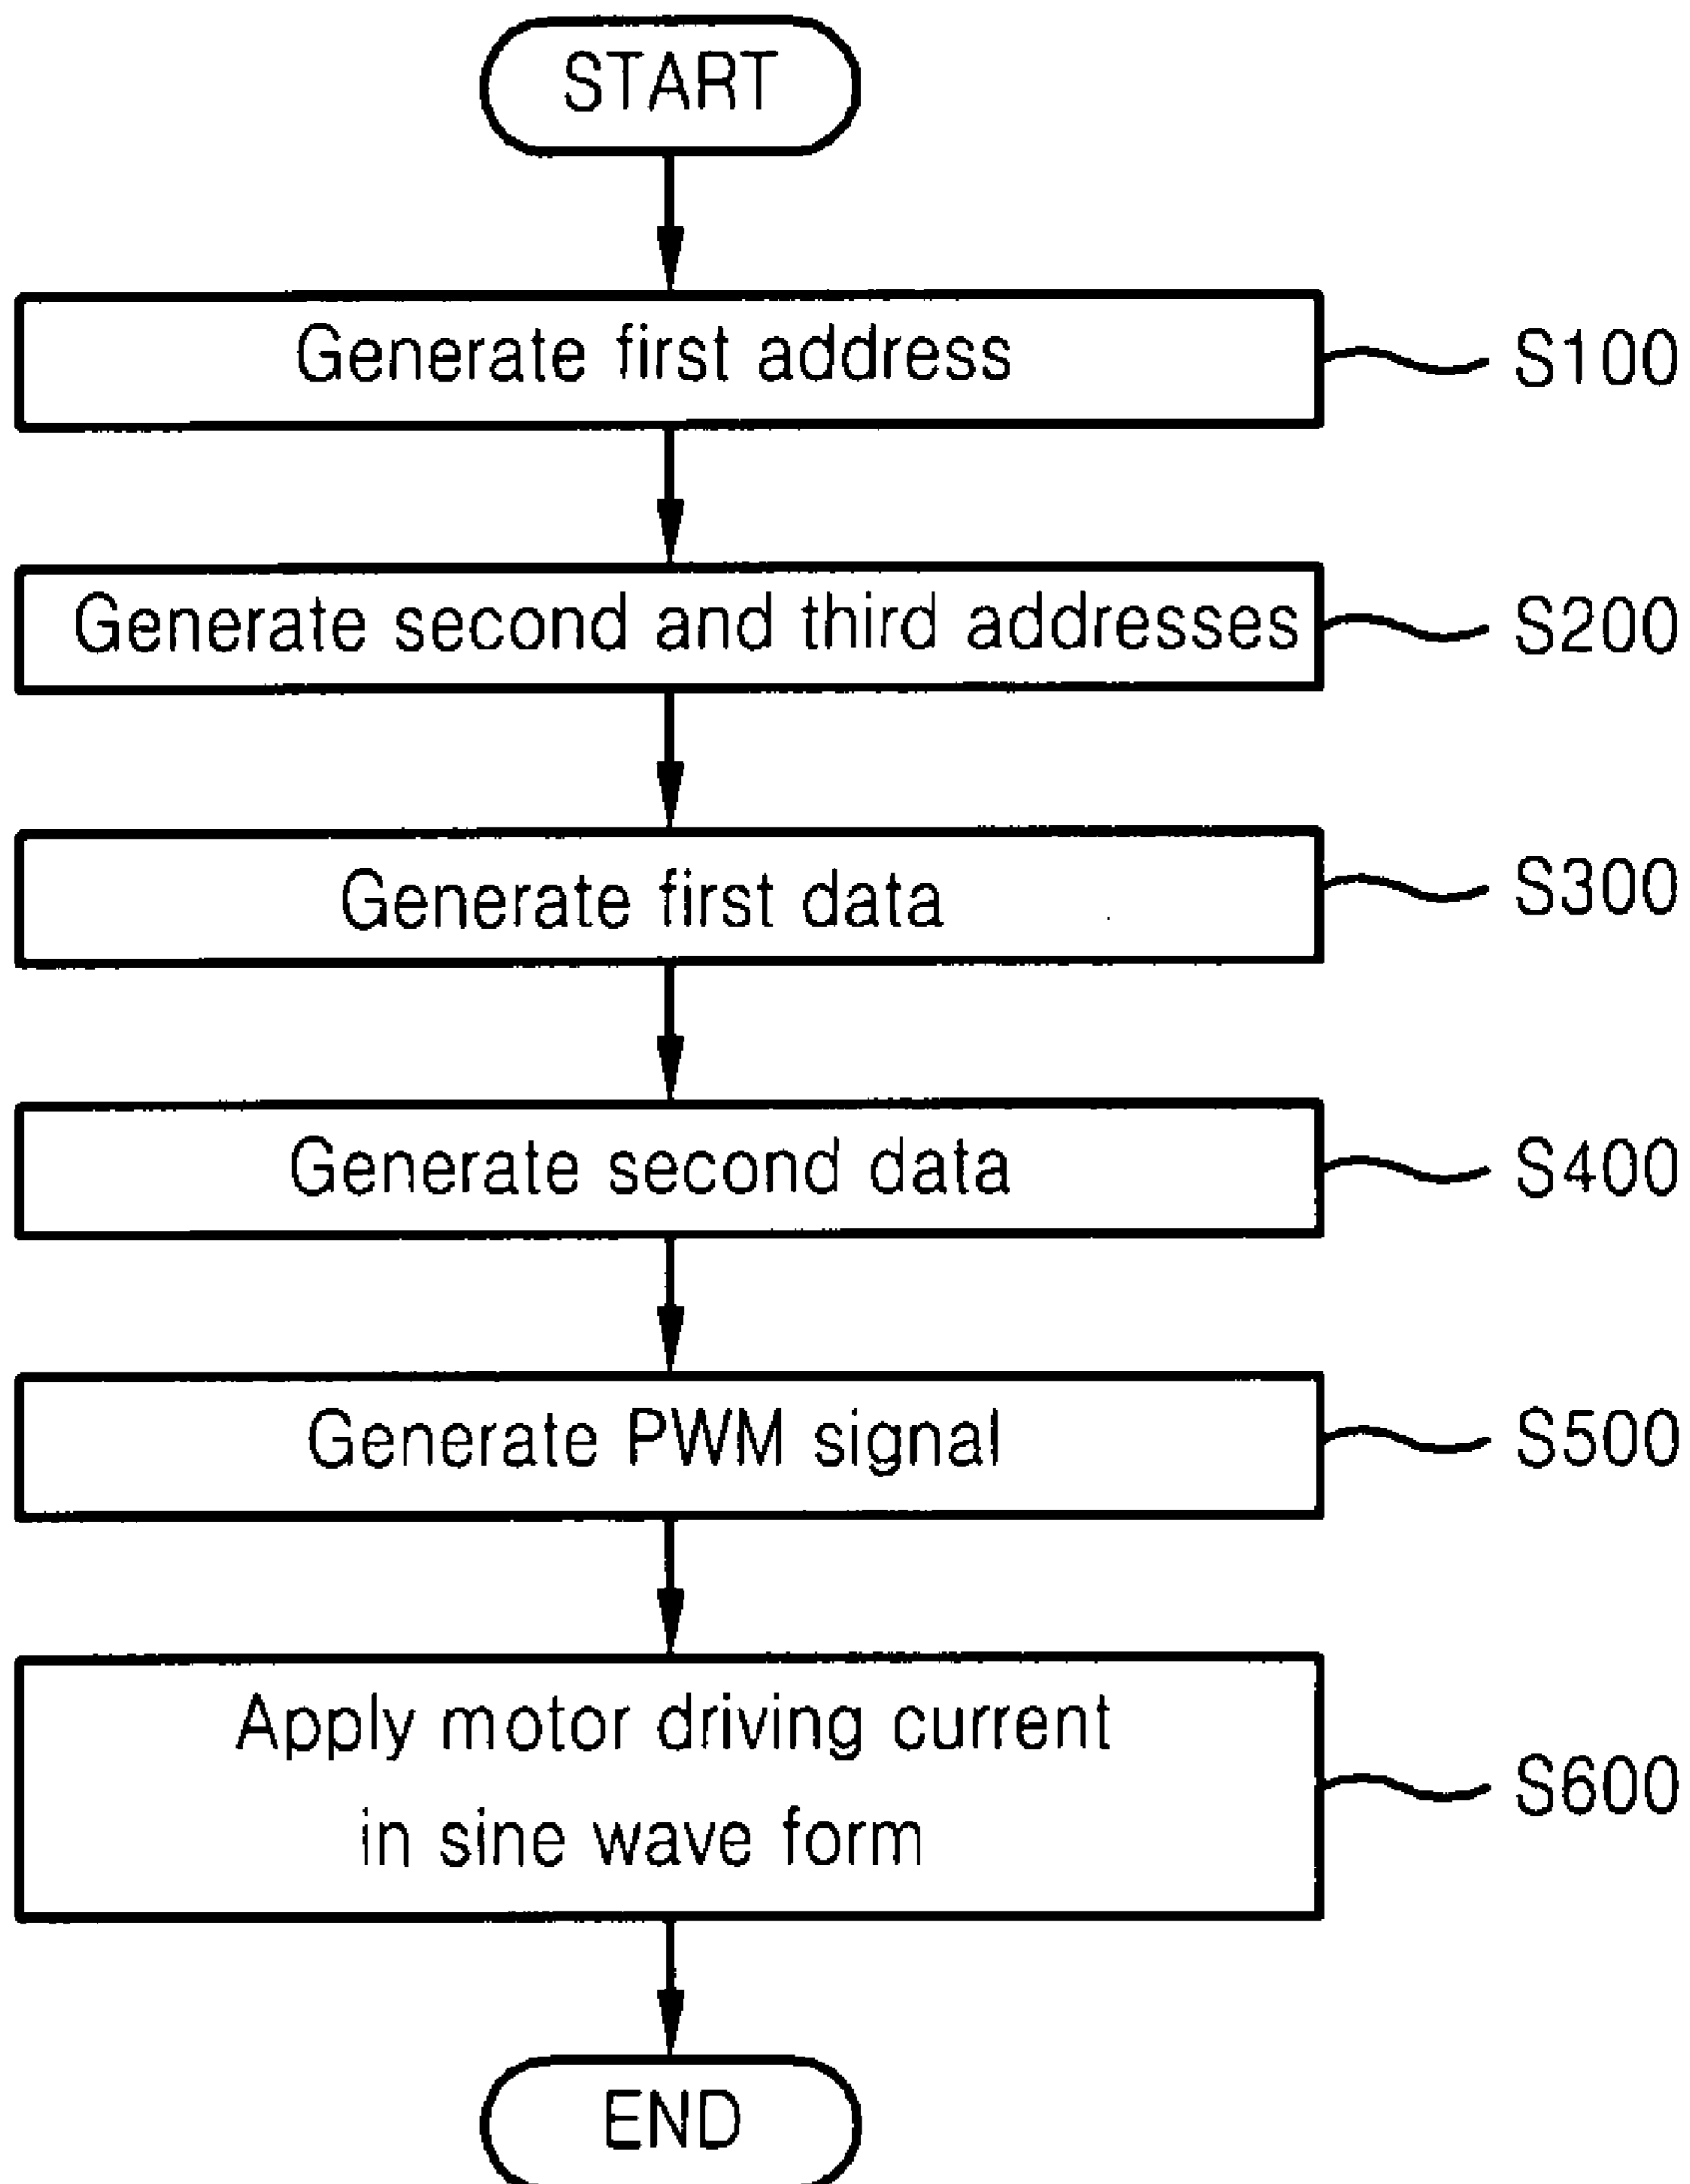 START
Generate first address
S100
Generate second and third addresses
S200
Generate first data
S300
Generate second data
S400
Generate PWM signal
S500
Apply motor driving current
in sine wave form
S600
END